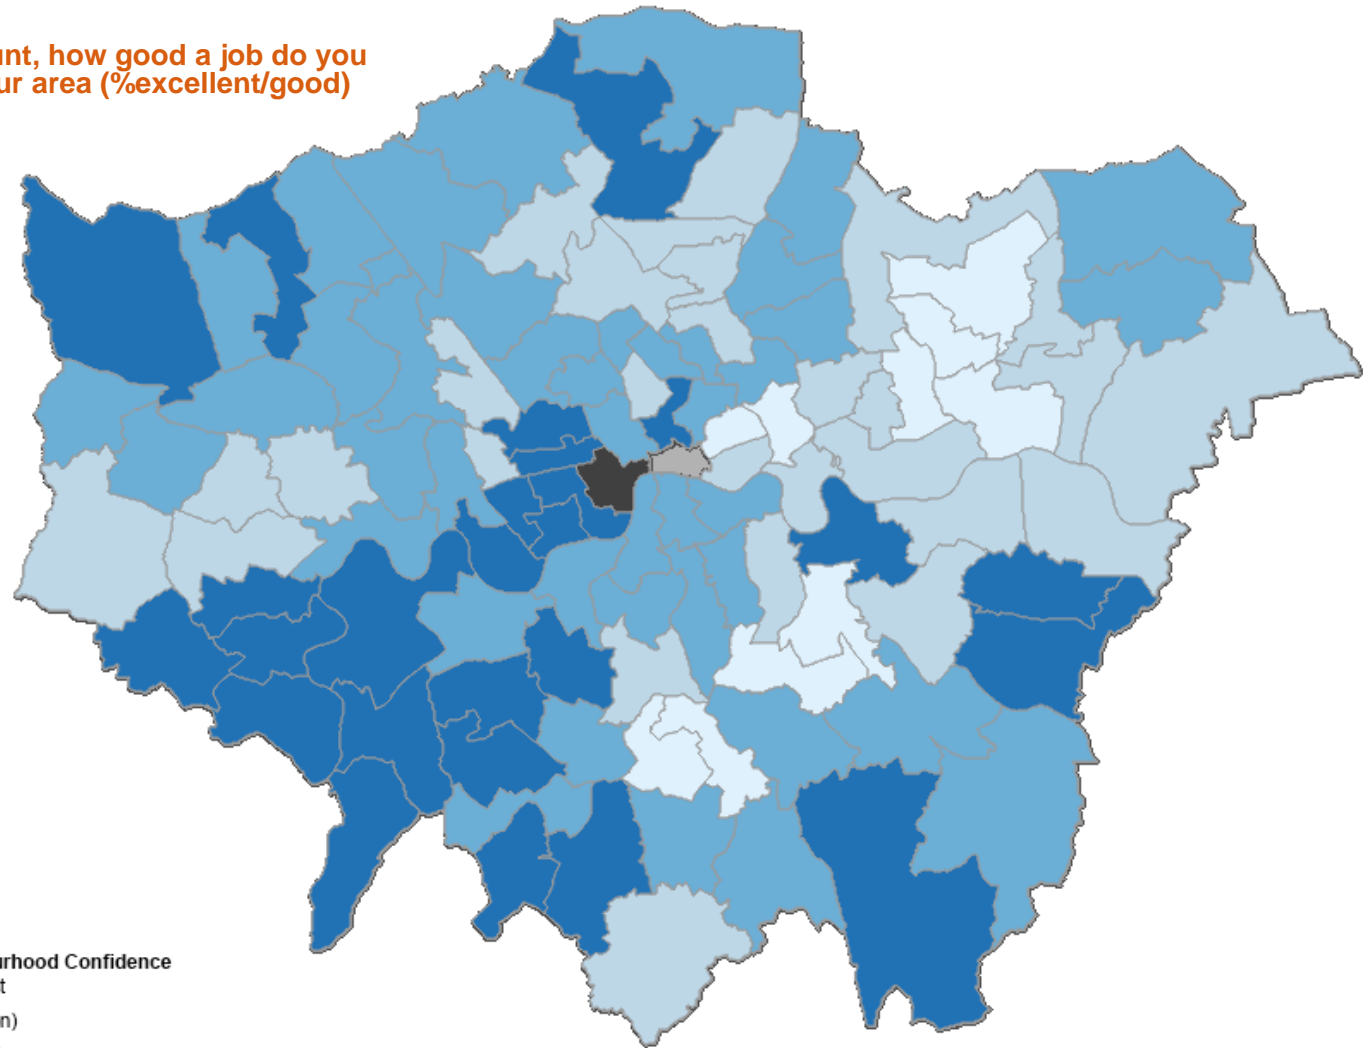 unt, how good a job do you
ur area (%excellent/good)
urhood Confidence
t
n)